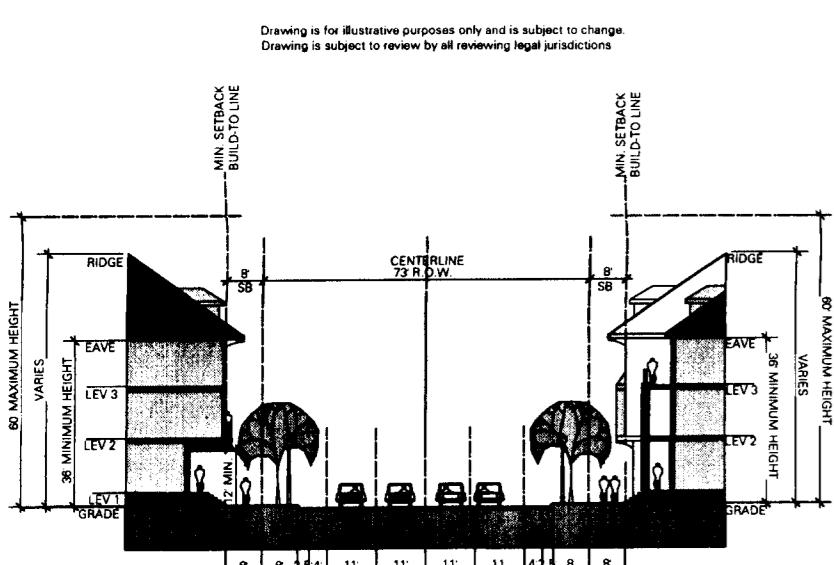 Drawing is for illustrative purposes only and is subject to change.
Drawing is subject to review by all reviewing legal jurisdictions
MIN. SETBACK
BUILD-TO LINE
MIN. SETBACK
BUILD-TO LINE
RIDGE
8'
SB
CENTERLINE
73' R.O.W.
8'
SB
RIDGE
60' MAXIMUM HEIGHT
VARIES
36' MINIMUM HEIGHT
EAVE
LEV 3
LEV 2
LEV 1
GRADE
12' MIN.
EAVE
LEV 3
LEV 2
GRADE
36' MINIMUM HEIGHT
VARIES
60' MAXIMUM HEIGHT
11'
11'
11'
11
8
8'